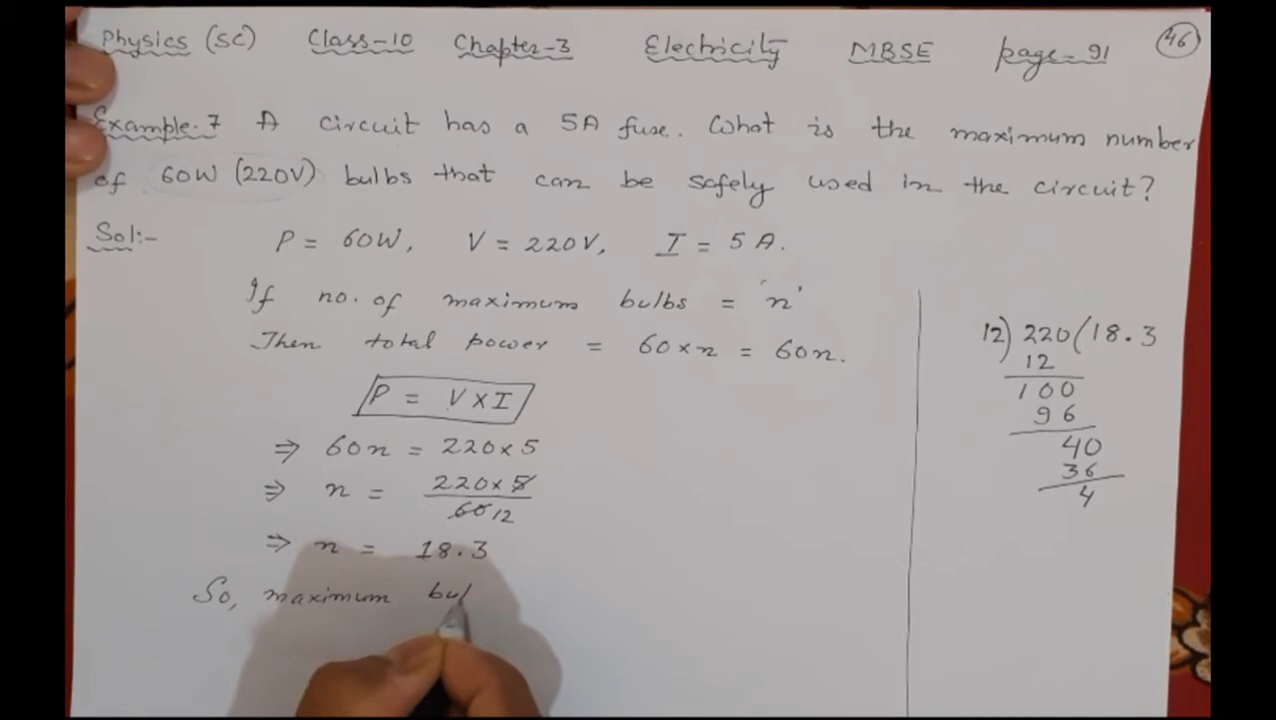 Physics (SC) Class-10 Chapter-3 Electricity MBSE page-91 46
Example.7 A circuit has a 5A fuse. What is the maximum number
of 60W (220V) bulbs that can be safely used in the circuit?
Sol:-
P = 60W, V = 220V, I = 5 A.
If no. of maximum bulbs = 'n'
Then total power = 60×n = 60n.
P = V×I
⇒ 60n = 220×5
⇒ n = 220×5
60 12
⇒ n = 18.3
So, maximum bul
12) 220 (18.3
12
100
96
40
36
4